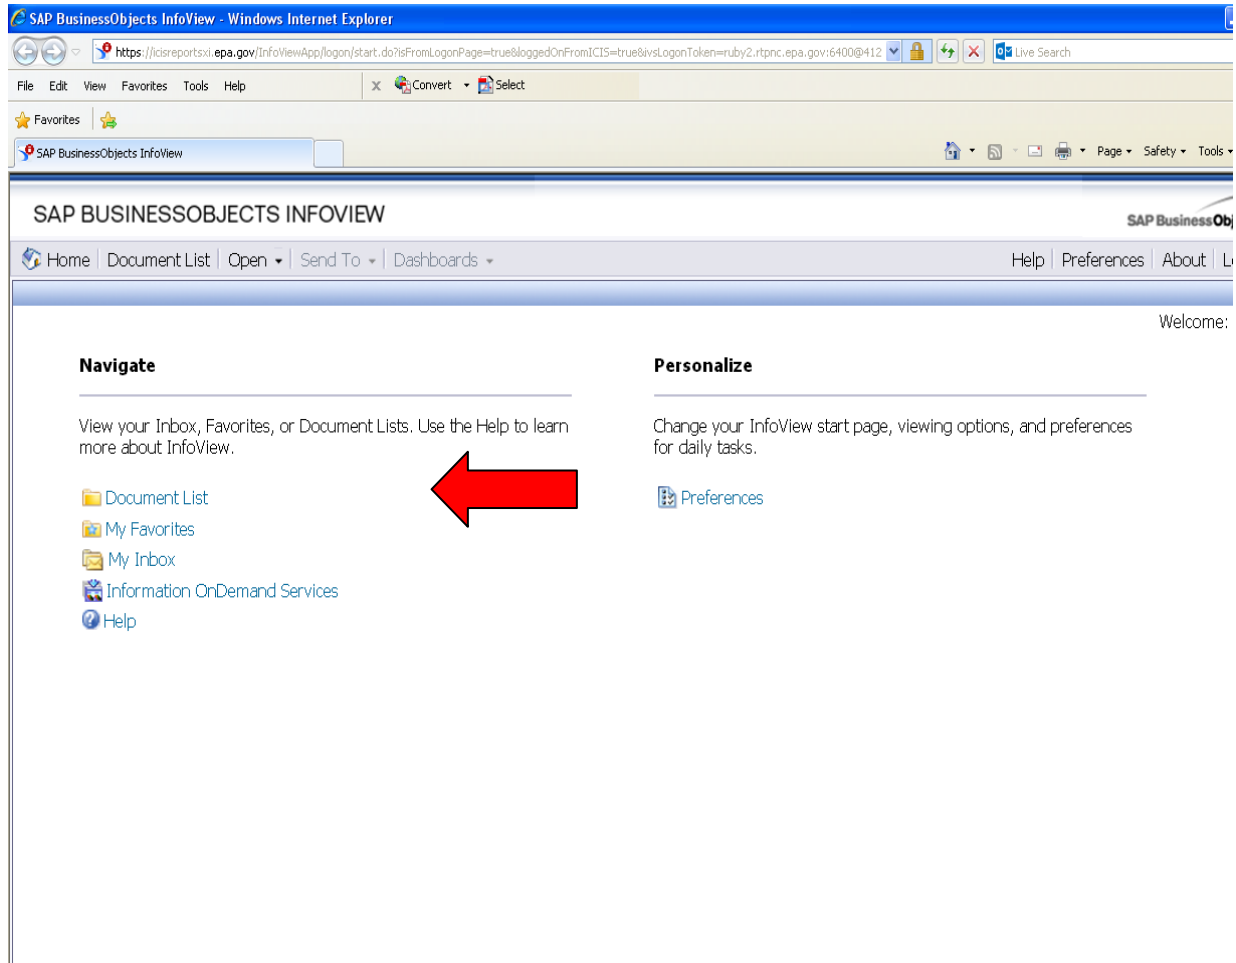 SAP BusinessObjects InfoView - Windows Internet Explorer
https://icisreportsxi.epa.gov/InfoViewApp/logon/start.do?isFromLogonPage=true&loggedOnFromICIS=true&ivsLogonToken=ruby2.rtpnc.epa.gov:6400@412
Live Search
File Edit View Favorites Tools Help
x Convert Select
Favorites
SAP BusinessObjects InfoView
Page Safety Tools
SAP BUSINESSOBJECTS INFOVIEW
SAP BusinessObj
Home Document List Open Send To Dashboards
Help Preferences About L
Welcome:
Navigate
View your Inbox, Favorites, or Document Lists. Use the Help to learn
more about InfoView.
Document List
My Favorites
My Inbox
Information OnDemand Services
Help
Personalize
Change your InfoView start page, viewing options, and preferences
for daily tasks.
Preferences